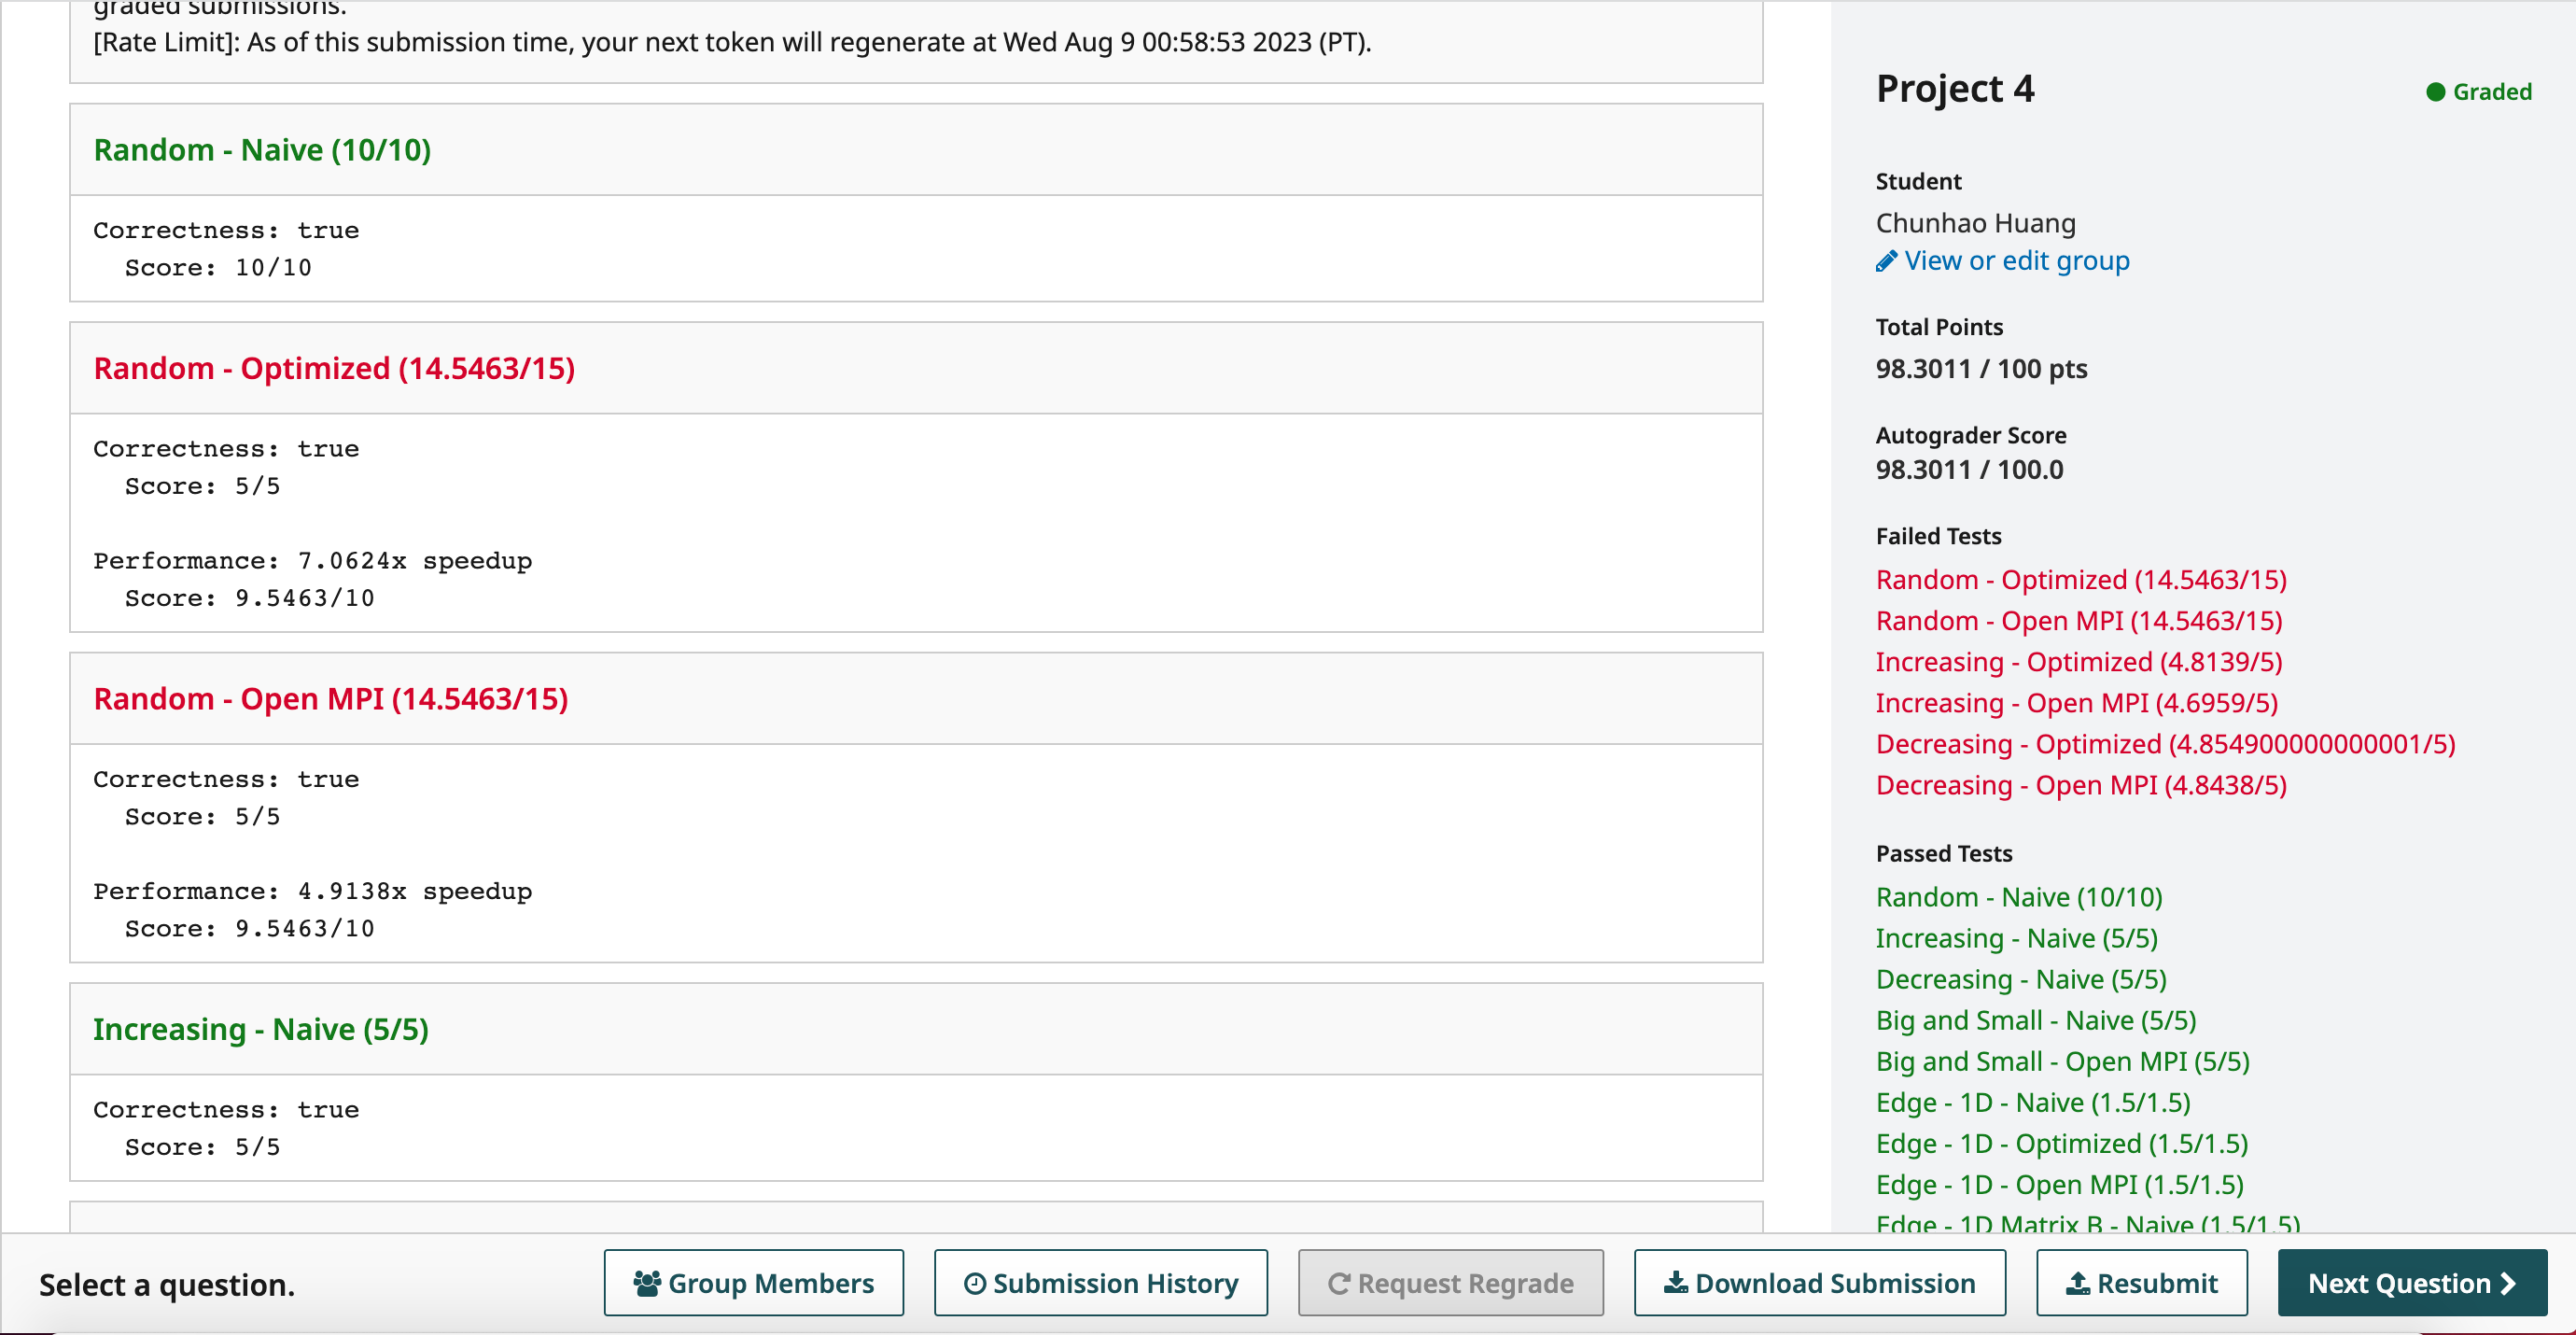 graded submissions.
[Rate Limit]: As of this submission time, your next token will regenerate at Wed Aug 9 00:58:53 2023 (PT).
Random - Naive (10/10)
Correctness: true
Score: 10/10
Random - Optimized (14.5463/15)
Correctness: true
Score: 5/5
Performance: 7.0624x speedup
Score: 9.5463/10
Random - Open MPI (14.5463/15)
Correctness: true
Score: 5/5
Performance: 4.9138x speedup
Score: 9.5463/10
Increasing - Naive (5/5)
Correctness: true
Score: 5/5
Project 4
Graded
Student
Chunhao Huang
View or edit group
Total Points
98.3011 / 100 pts
Autograder Score
98.3011 / 100.0
Failed Tests
Random - Optimized (14.5463/15)
Random - Open MPI (14.5463/15)
Increasing - Optimized (4.8139/5)
Increasing - Open MPI (4.6959/5)
Decreasing - Optimized (4.854900000000001/5)
Decreasing - Open MPI (4.8438/5)
Passed Tests
Random - Naive (10/10)
Increasing - Naive (5/5)
Decreasing - Naive (5/5)
Big and Small - Naive (5/5)
Big and Small - Open MPI (5/5)
Edge - 1D - Naive (1.5/1.5)
Edge - 1D - Optimized (1.5/1.5)
Edge - 1D - Open MPI (1.5/1.5)
Edge - 1D Matrix B - Naive (1.5/1.5)
Select a question.
Group Members
Submission History
Request Regrade
Download Submission
Resubmit
Next Question